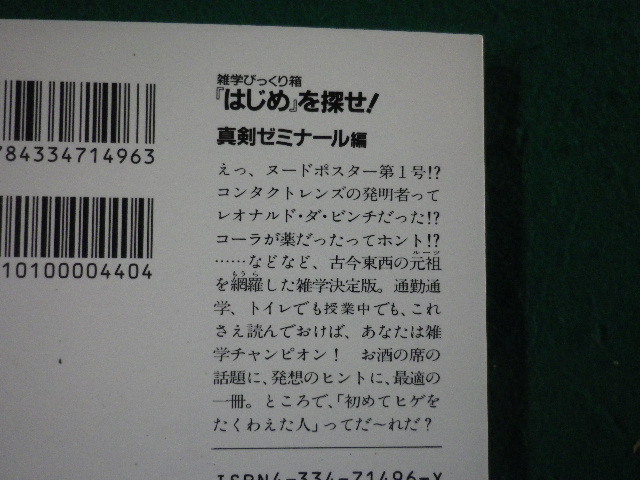 雑学びっくり箱
『はじめ』を探せ!
真剣ゼミナール編
えっ、ヌードポスター第1号!?
コンタクトレンズの発明者って
レオナルド・ダ・ビンチだった!?
コーラが薬だったってホント!?
……などなど、古今東西の元祖
ルーツ
を網羅した雑学決定版。通勤通
もうら
学、トイレでも授業中でも、これ
さえ読んでおけば、あなたは雑
学チャンピオン! お酒の席の
話題に、発想のヒントに、最適の
一冊。ところで、「初めてヒゲを
たくわえた人」ってだ〜れだ?
784334714963
10100004404
ISBN4-334-71496-X